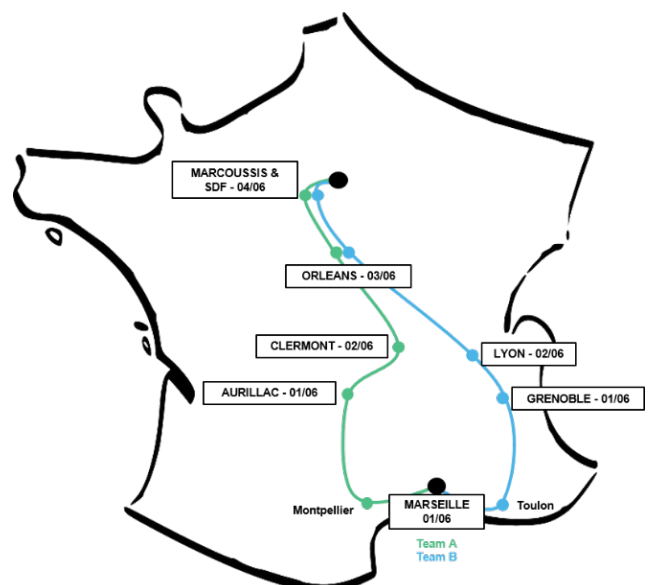 MARCOUSSIS &
SDF - 04/06
ORLEANS - 03/06
CLERMONT - 02/06
LYON - 02/06
AURILLAC - 01/06
GRENOBLE - 01/06
Montpellier
MARSEILLE
01/06
Toulon
Team A
Team B